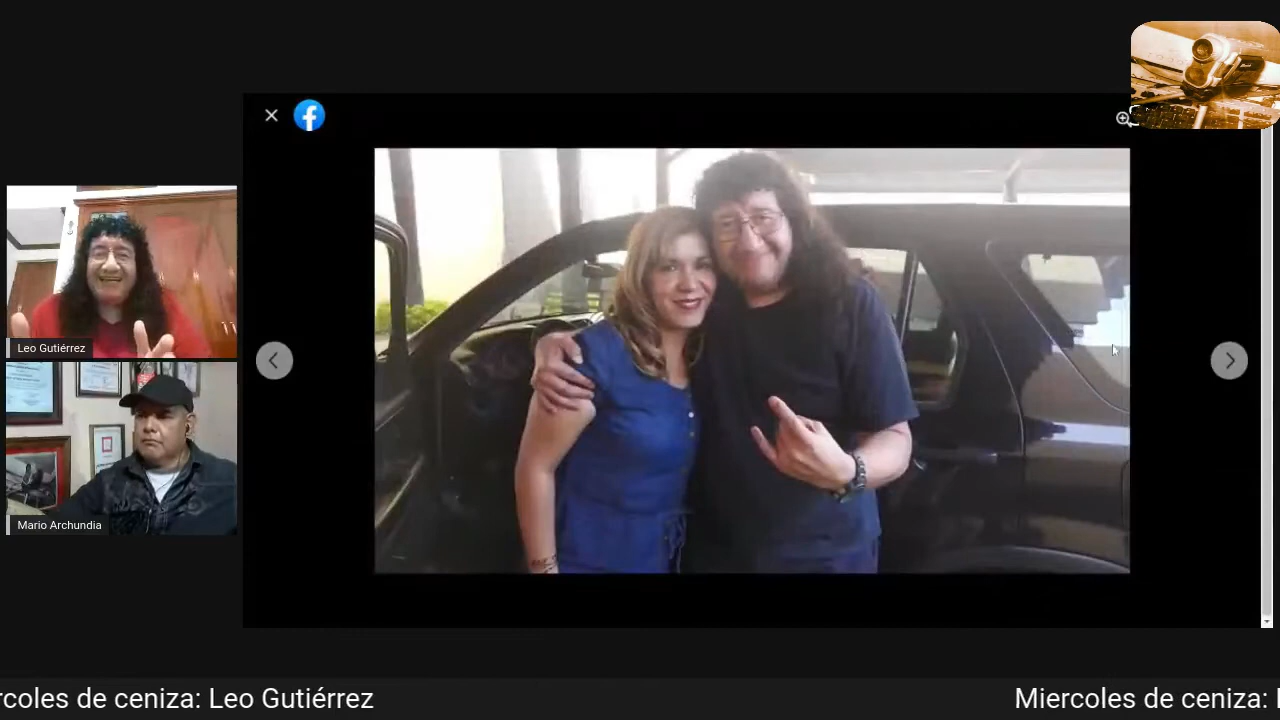 Leo Gutiérrez
Mario Archundia
rcoles de ceniza: Leo Gutiérrez
Miercoles de ceniza: